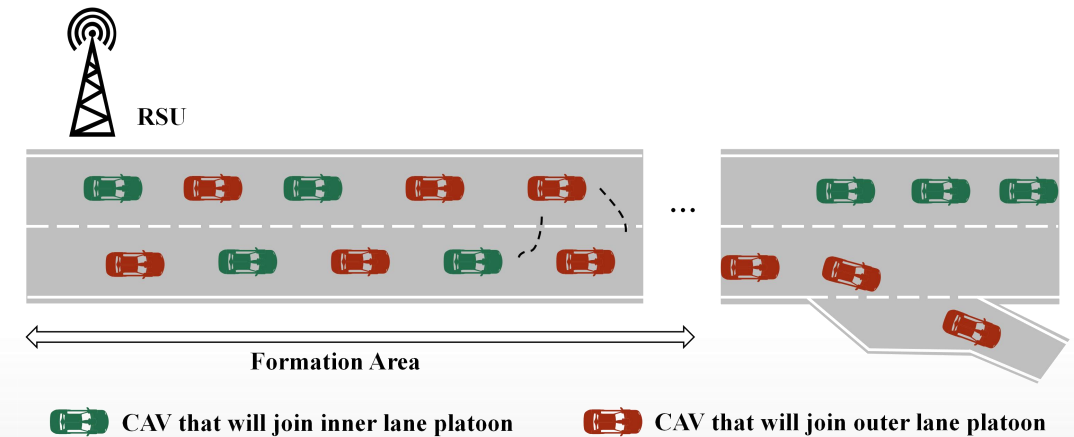 RSU
...
Formation Area
CAV that will join inner lane platoon
CAV that will join outer lane platoon